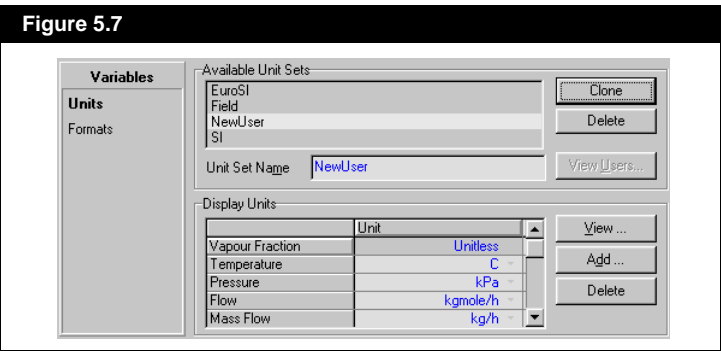 Figure 5.7
Variables
Units
Formats
Available Unit Sets
EuroSI
Field
NewUser
SI
Unit Set Name NewUser
Clone
Delete
View Users...
Display Units
Unit
Vapour Fraction Unitless
Temperature C
Pressure kPa
Flow kgmole/h
Mass Flow kg/h
View ...
Add ...
Delete